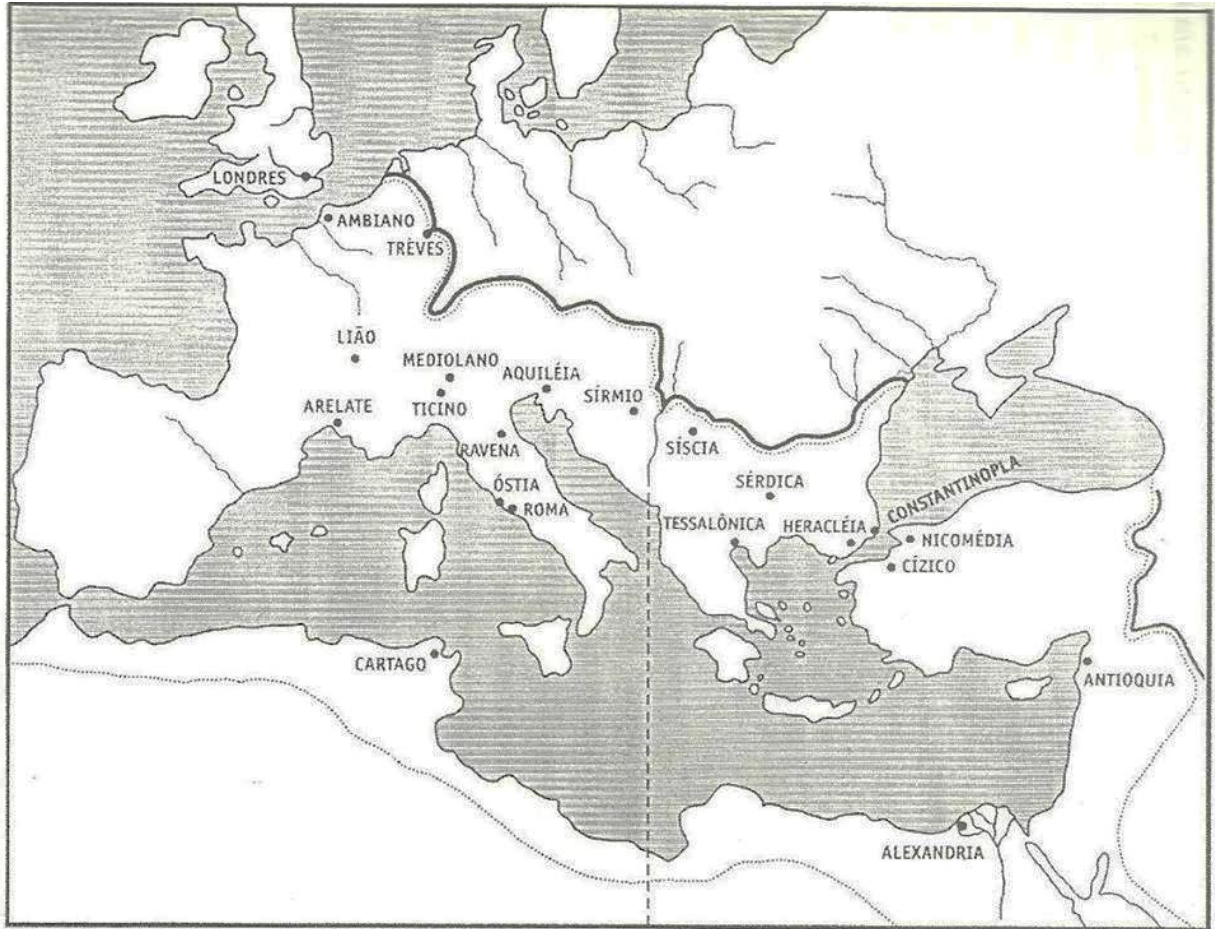 LONDRES
AMBIANO
TRÈVES
LIÃO
MEDIOLANO
AQUILÉIA
SÍRMIO
ARELATE
TICINO
RAVENA
SÍSCIA
ÓSTIA
ROMA
SÉRDICA
CONSTANTINOPLA
TESSALÔNICA
HERACLÉIA
NICOMÉDIA
CÍZICO
CARTAGO
ANTIOQUIA
ALEXANDRIA